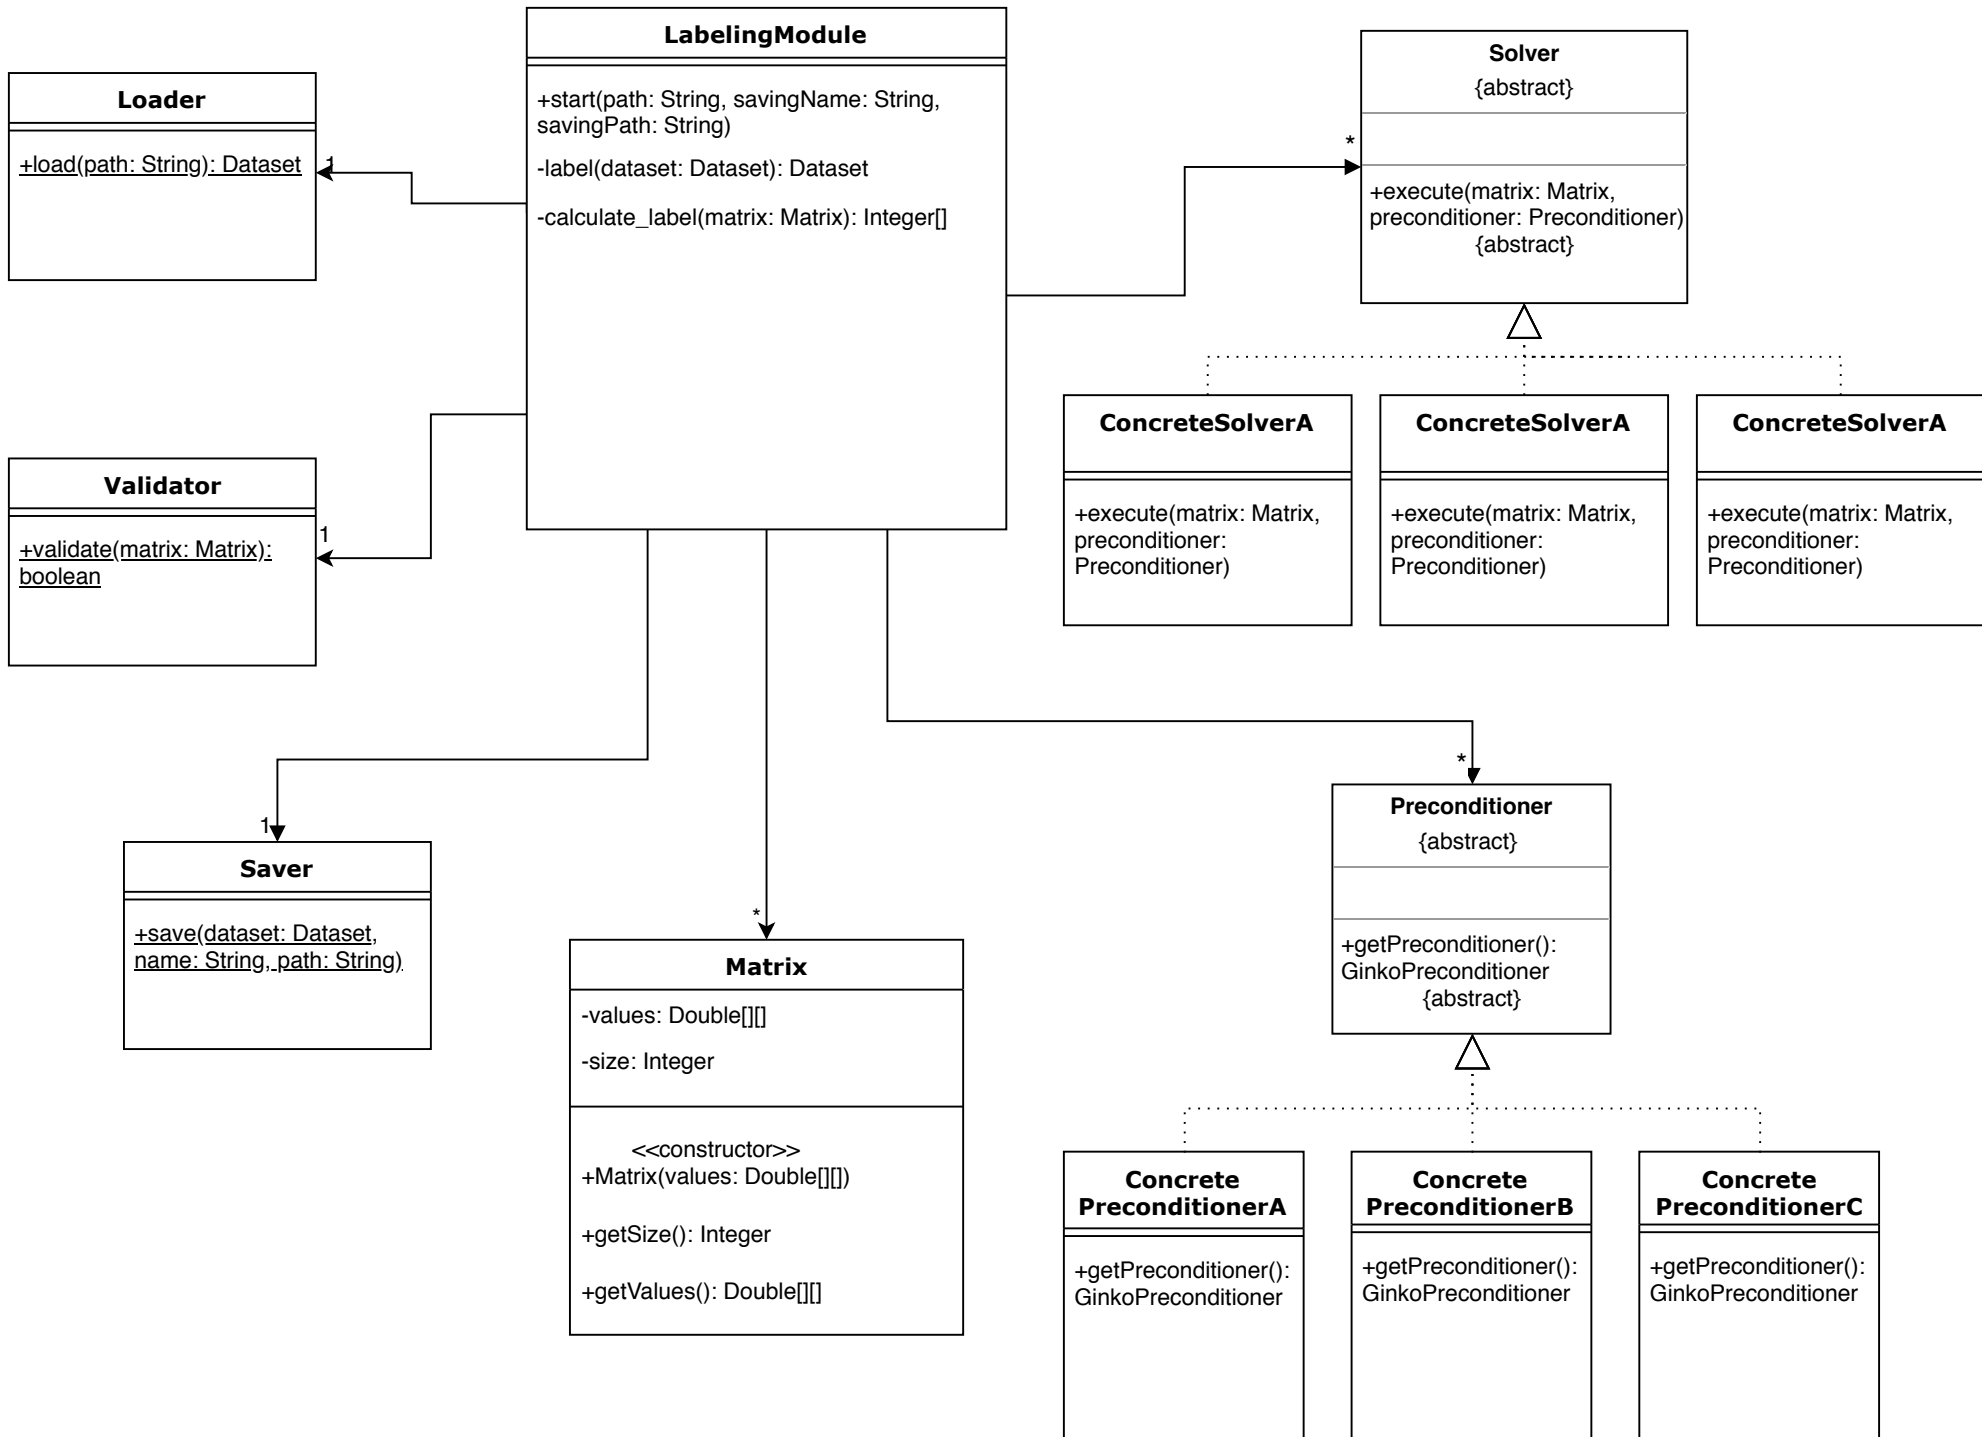 LabelingModule
+start(path: String, savingName: String,
savingPath: String)
-label(dataset: Dataset): Dataset
-calculate_label(matrix: Matrix): Integer[]
Loader
+load(path: String): Dataset
1
Validator
+validate(matrix: Matrix):
boolean
1
Solver
{abstract}
+execute(matrix: Matrix,
preconditioner: Preconditioner)
{abstract}
*
ConcreteSolverA
+execute(matrix: Matrix,
preconditioner:
Preconditioner)
ConcreteSolverA
+execute(matrix: Matrix,
preconditioner:
Preconditioner)
ConcreteSolverA
+execute(matrix: Matrix,
preconditioner:
Preconditioner)
1
Saver
+save(dataset: Dataset,
name: String, path: String)
*
Matrix
-values: Double[][]
-size: Integer
<<constructor>>
+Matrix(values: Double[][])
+getSize(): Integer
+getValues(): Double[][]
*
Preconditioner
{abstract}
+getPreconditioner():
GinkoPreconditioner
{abstract}
Concrete
PreconditionerA
+getPreconditioner():
GinkoPreconditioner
Concrete
PreconditionerB
+getPreconditioner():
GinkoPreconditioner
Concrete
PreconditionerC
+getPreconditioner():
GinkoPreconditioner